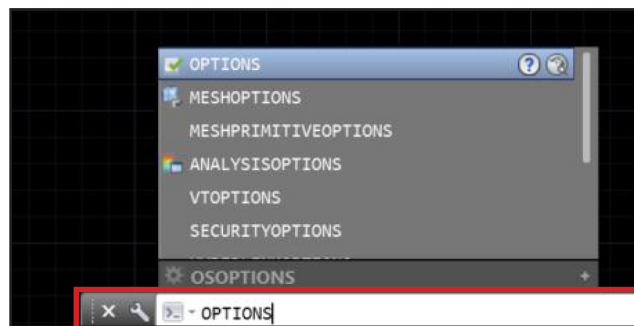 OPTIONS
MESHOPTIONS
MESHPRIMITIVEOPTIONS
ANALYSISOPTIONS
VTOPTIONS
SECURITYOPTIONS
OSOPTIONS +
OPTIONS